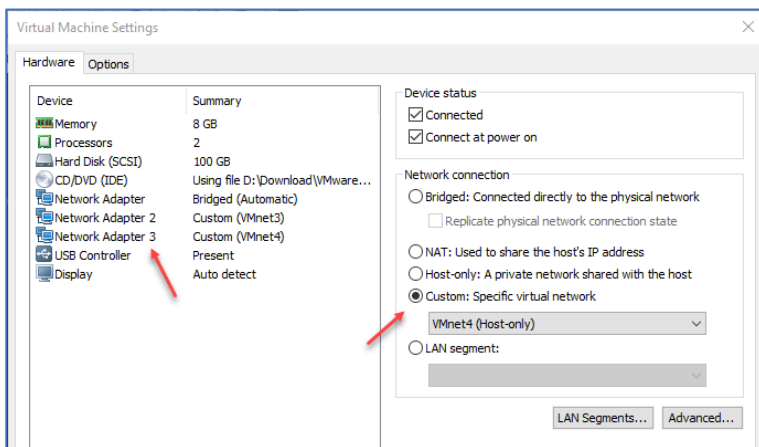 Virtual Machine Settings
Hardware Options
Device Summary
Memory 8 GB
Processors 2
Hard Disk (SCSI) 100 GB
CD/DVD (IDE) Using file D:\Download\VMware...
Network Adapter Bridged (Automatic)
Network Adapter 2 Custom (VMnet3)
Network Adapter 3 Custom (VMnet4)
USB Controller Present
Display Auto detect
Device status
Connected
Connect at power on
Network connection
Bridged: Connected directly to the physical network
Replicate physical network connection state
NAT: Used to share the host's IP address
Host-only: A private network shared with the host
Custom: Specific virtual network
VMnet4 (Host-only)
LAN segment:
LAN Segments... Advanced...